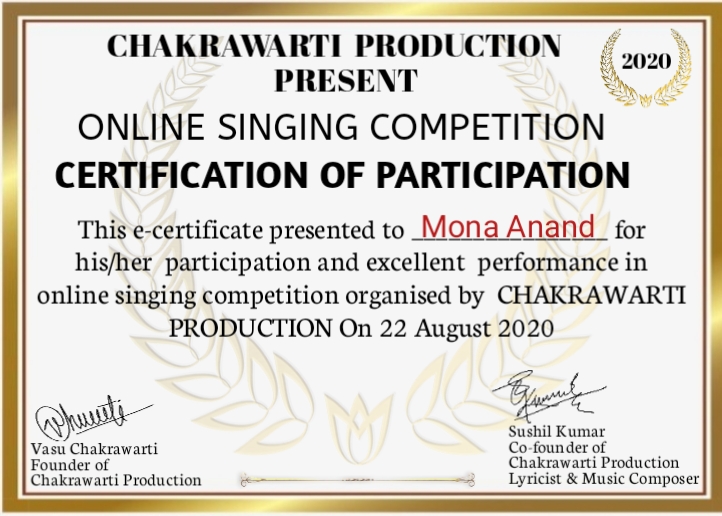 CHAKRAWARTI PRODUCTION
PRESENT
2020
ONLINE SINGING COMPETITION
CERTIFICATION OF PARTICIPATION
This e-certificate presented to Mona Anand for
his/her participation and excellent performance in
online singing competition organised by CHAKRAWARTI
PRODUCTION On 22 August 2020
Vasu Chakrawarti
Founder of
Chakrawarti Production
Sushil Kumar
Co-founder of
Chakrawarti Production
Lyricist & Music Composer